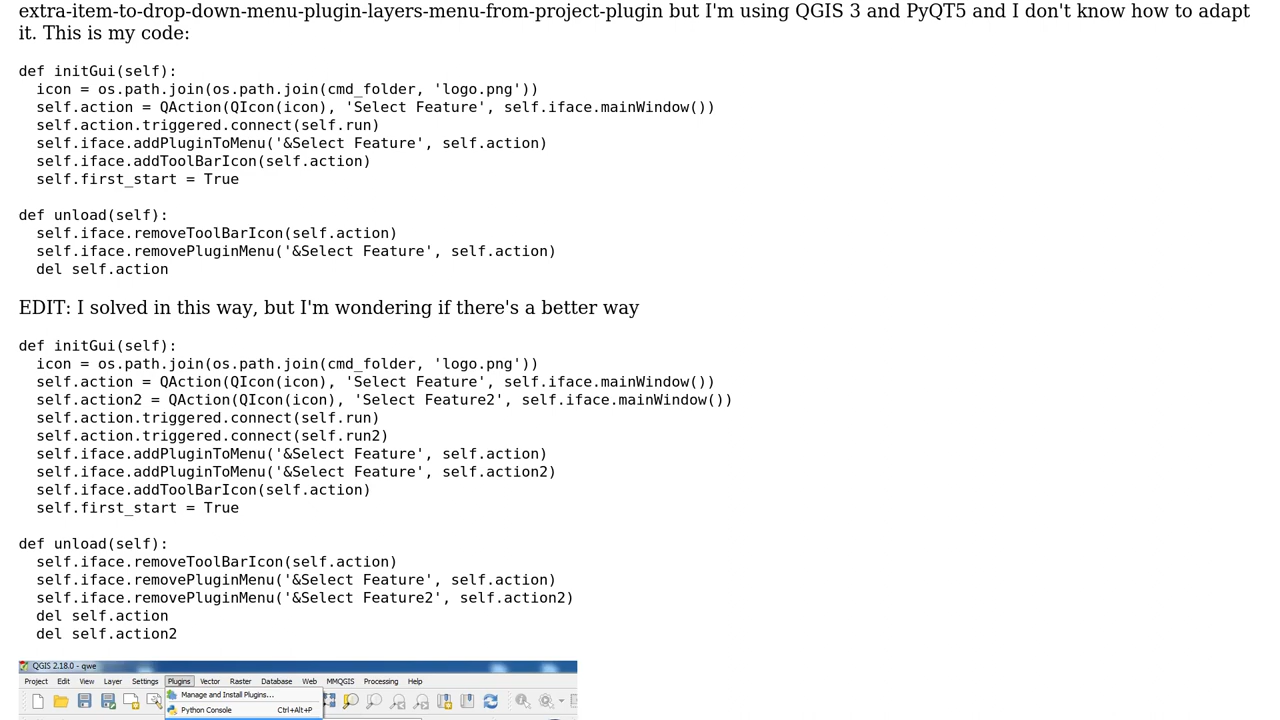 extra-item-to-drop-down-menu-plugin-layers-menu-from-project-plugin but I'm using QGIS 3 and PyQT5 and I don't know how to adapt
it. This is my code:
def initGui(self):
  icon = os.path.join(os.path.join(cmd_folder, 'logo.png'))
  self.action = QAction(QIcon(icon), 'Select Feature', self.iface.mainWindow())
  self.action.triggered.connect(self.run)
  self.iface.addPluginToMenu('&Select Feature', self.action)
  self.iface.addToolBarIcon(self.action)
  self.first_start = True
def unload(self):
  self.iface.removeToolBarIcon(self.action)
  self.iface.removePluginMenu('&Select Feature', self.action)
  del self.action
EDIT: I solved in this way, but I'm wondering if there's a better way
def initGui(self):
  icon = os.path.join(os.path.join(cmd_folder, 'logo.png'))
  self.action = QAction(QIcon(icon), 'Select Feature', self.iface.mainWindow())
  self.action2 = QAction(QIcon(icon), 'Select Feature2', self.iface.mainWindow())
  self.action.triggered.connect(self.run)
  self.action.triggered.connect(self.run2)
  self.iface.addPluginToMenu('&Select Feature', self.action)
  self.iface.addPluginToMenu('&Select Feature', self.action2)
  self.iface.addToolBarIcon(self.action)
  self.first_start = True
def unload(self):
  self.iface.removeToolBarIcon(self.action)
  self.iface.removePluginMenu('&Select Feature', self.action)
  self.iface.removePluginMenu('&Select Feature2', self.action2)
  del self.action
  del self.action2
QGIS 2.18.0 - qwe
Project Edit View Layer Settings Plugins Vector Raster Database Web MMQGIS Processing Help
Manage and Install Plugins...
Python Console Ctrl+Alt+P